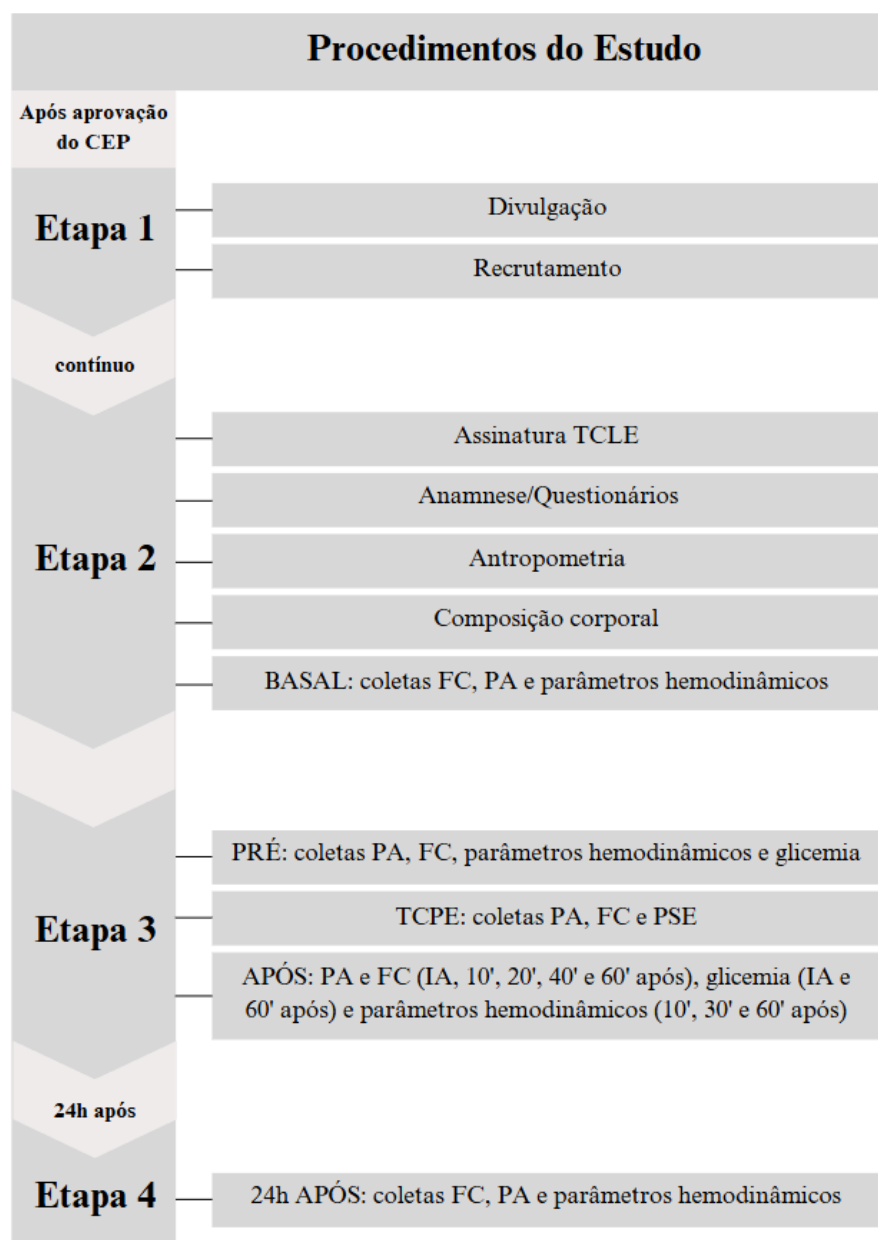 Procedimentos do Estudo
Após aprovação
do CEP
Etapa 1
Divulgação
Recrutamento
contínuo
Etapa 2
Assinatura TCLE
Anamnese/Questionários
Antropometria
Composição corporal
BASAL: coletas FC, PA e parâmetros hemodinâmicos
Etapa 3
PRÉ: coletas PA, FC, parâmetros hemodinâmicos e glicemia
TCPE: coletas PA, FC e PSE
APÓS: PA e FC (IA, 10', 20', 40' e 60' após), glicemia (IA e
60' após) e parâmetros hemodinâmicos (10', 30' e 60' após)
24h após
Etapa 4
24h APÓS: coletas FC, PA e parâmetros hemodinâmicos